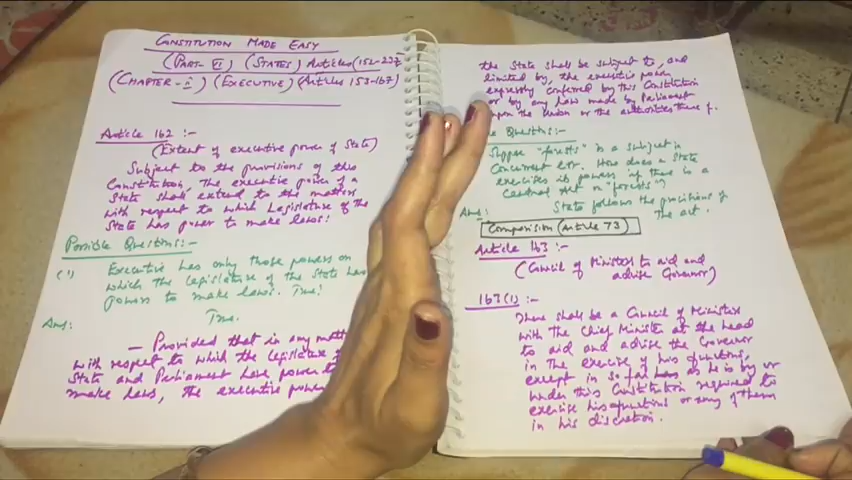 CONSTITUTION MADE EASY
(PART-VI) (STATES) Articles (152-237)
(CHAPTER-I) (EXECUTIVE) (Articles 153-167)
Article 162 :-
(Extent of executive power of State)
Subject to the provisions of this
Constitution, the executive power of a
State shall extend to the matters
with respect to which Legislature of the
State has power to make laws:
Possible Questions:-
(1) Executive has only those powers on
which the legislature of the State has
powers to make laws. True?
Ans:
True.
— Provided that in any matt
with respect to which the Legislature of
State and Parliament have power to
make laws, the executive power
the State shall be subject to, and
limited by, the executive power
expressly conferred by this Constitution
or by any law made by Parliament
upon the Union or the authorities thereof.
Question:-
Suppose "forests" is a subject in
Concurrent List. How does a State
exercise its powers if there is a
Central Act on "forests"?
Ans: State follows the provisions of
the act.
Comparision (Article 73)
Article 163 :-
(Council of Minister to aid and
advise Governor)
163(1) :-
There shall be a Council of Ministers
with the Chief Minister at the head
to aid and advise the Governor
in the exercise of his functions,
except in so far as he is by or
under this Constitution required to
exercise his functions or any of them
in his discretion.